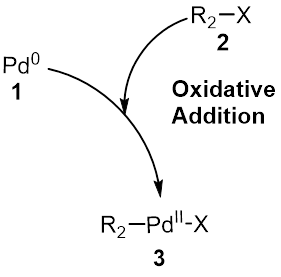 R₂–X
2
Pd⁰
1
Oxidative
Addition
R₂–Pdᴵᴵ-X
3